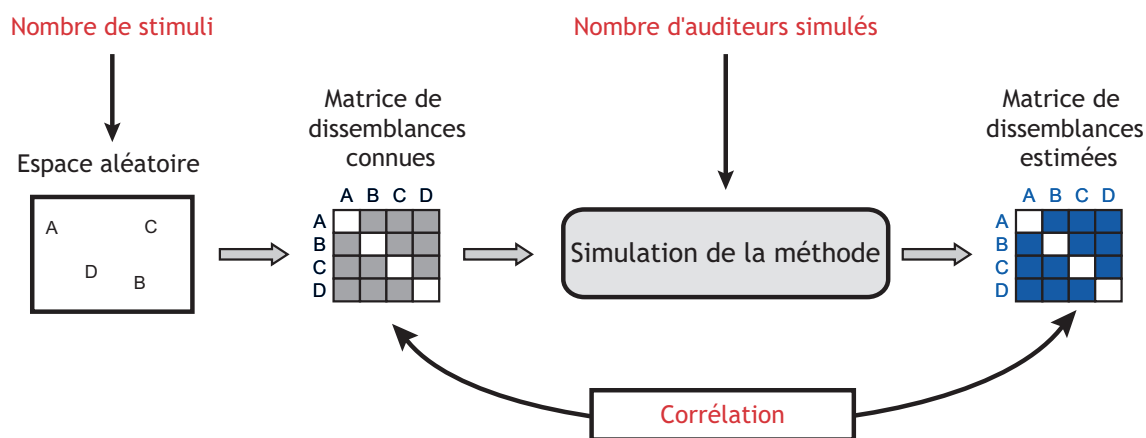 Nombre de stimuli
Nombre d'auditeurs simulés
Espace aléatoire
A
C
D
B
Matrice de
dissemblances
connues
A B C D
A
B
C
D
Simulation de la méthode
Matrice de
dissemblances
estimées
A B C D
A
B
C
D
Corrélation